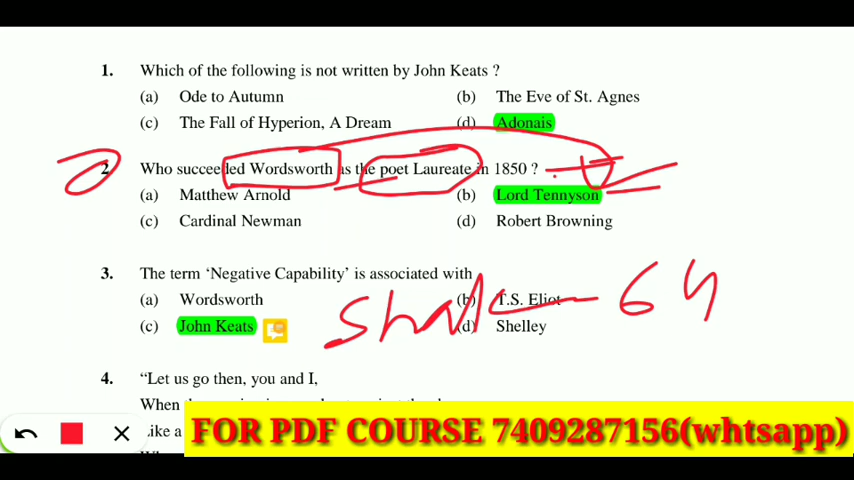 1. Which of the following is not written by John Keats ?
(a) Ode to Autumn (b) The Eve of St. Agnes
(c) The Fall of Hyperion, A Dream (d) Adonais
2. Who succeeded Wordsworth as the poet Laureate in 1850 ?
(a) Matthew Arnold (b) Lord Tennyson
(c) Cardinal Newman (d) Robert Browning
3. The term ‘Negative Capability’ is associated with
(a) Wordsworth (b) T.S. Eliot
(c) John Keats (d) Shelley
64
4. “Let us go then, you and I,
When
FOR PDF COURSE 7409287156(whtsapp)